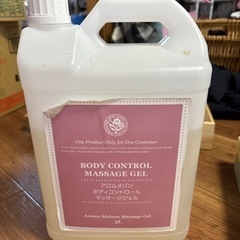 One Product Only for One Customer
BODY CONTROL
MASSAGE GEL
アロムメゾン
ボディコントロール
マッサージジェル
Arome Maison Massage Gel
5L